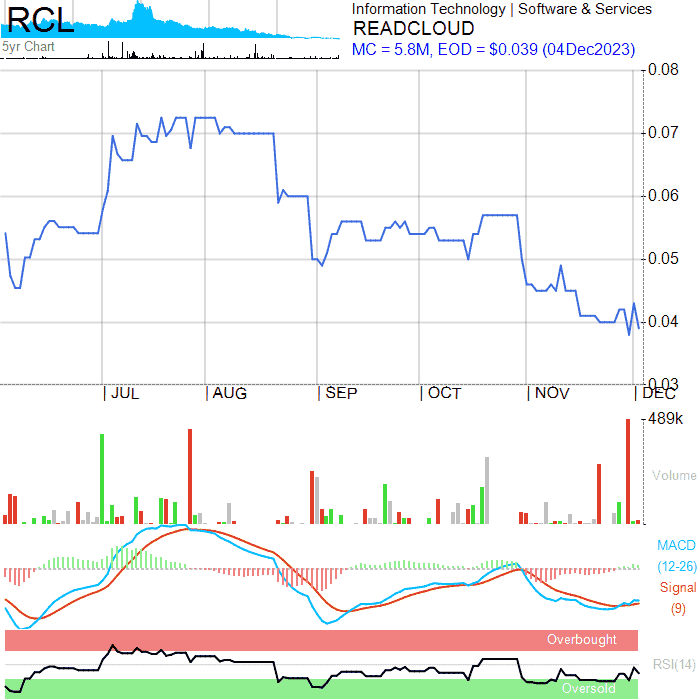 RCL
5yr Chart
Information Technology | Software & Services
READCLOUD
MC = 5.8M, EOD = $0.039 (04Dec2023)
0.08
0.07
0.06
0.05
0.04
0.03
JUL AUG SEP OCT NOV DEC
489k
Volume
MACD
(12-26)
Signal
(9)
Overbought
RSI(14)
Oversold